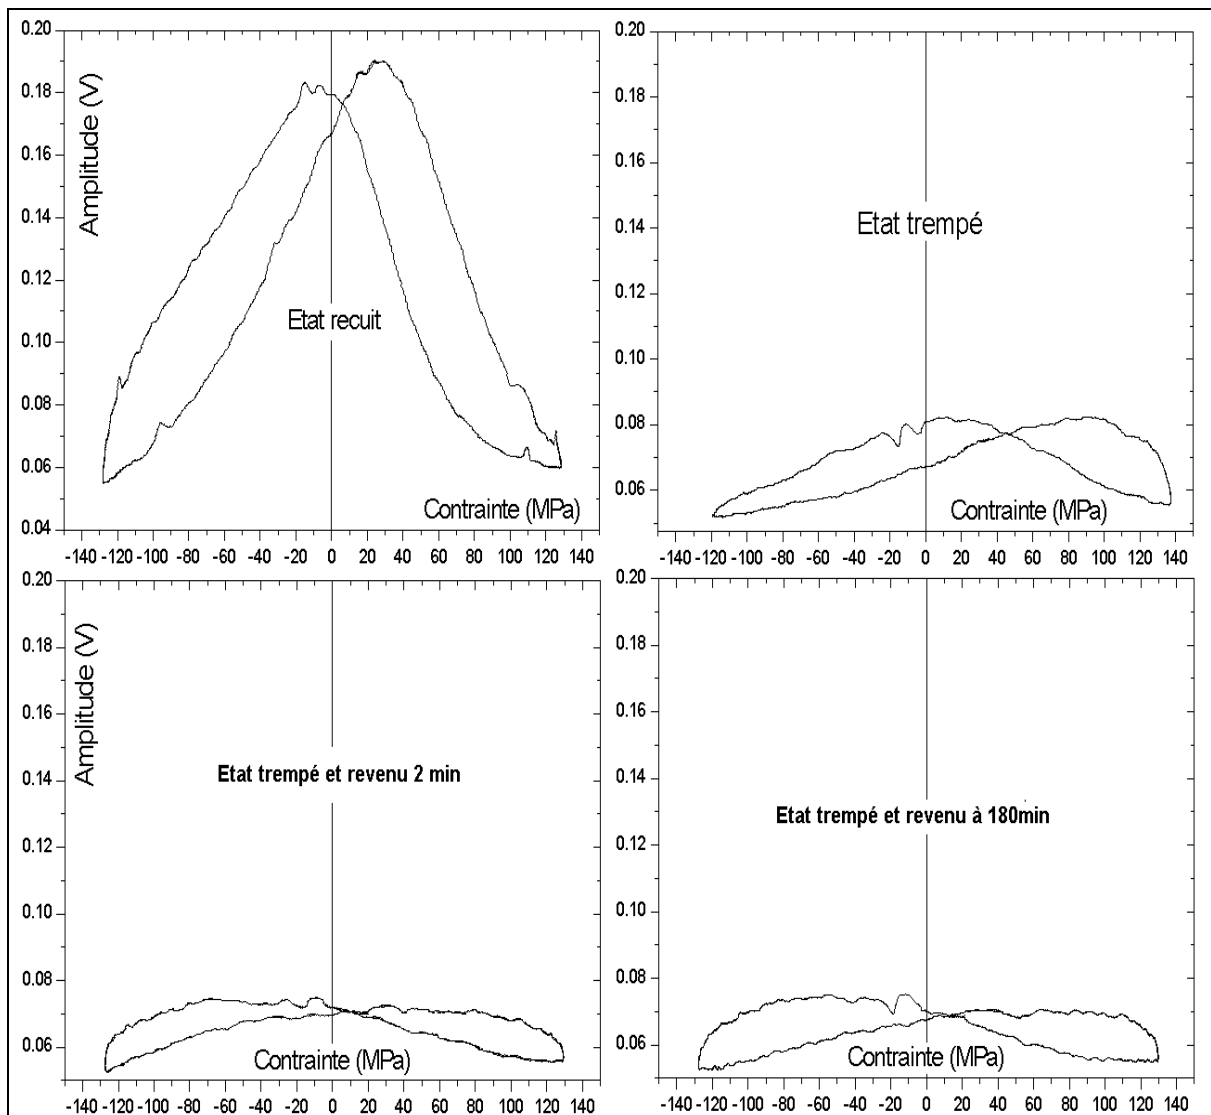 0.20
0.18
0.16
0.14
0.12
0.10
0.08
0.06
0.04
Amplitude (V)
Etat recuit
Contrainte (MPa)
-140 -120 -100 -80 -60 -40 -20 0 20 40 60 80 100 120 140
0.20
0.18
0.16
0.14
0.12
0.10
0.08
0.06
Etat trempé
Contrainte (MPa)
-140 -120 -100 -80 -60 -40 -20 0 20 40 60 80 100 120 140
0.20
0.18
0.16
0.14
0.12
0.10
0.08
0.06
Amplitude (V)
Etat trempé et revenu 2 min
Contrainte (MPa)
-140 -120 -100 -80 -60 -40 -20 0 20 40 60 80 100 120 140
0.20
0.18
0.16
0.14
0.12
0.10
0.08
0.06
Etat trempé et revenu à 180min
Contrainte (MPa)
-140 -120 -100 -80 -60 -40 -20 0 20 40 60 80 100 120 140